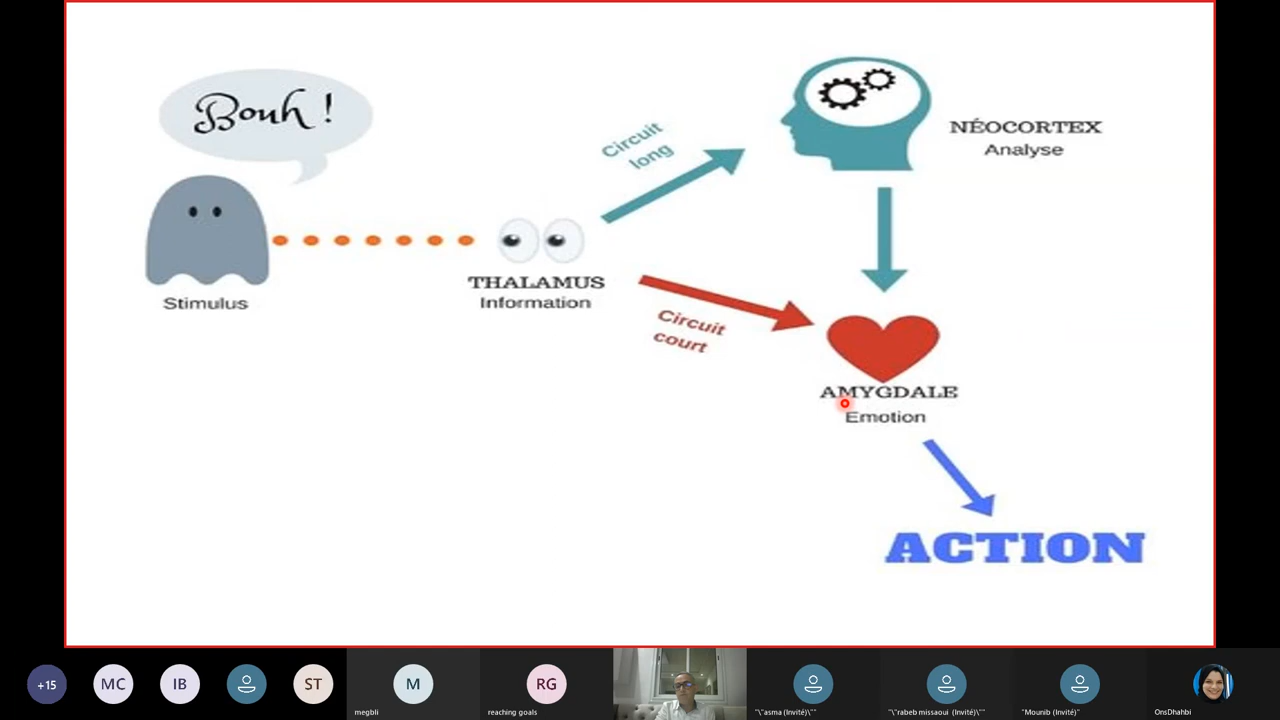 Bouh !
Stimulus
THALAMUS
Information
Circuit
long
Circuit
court
NÉOCORTEX
Analyse
AMYGDALE
Emotion
ACTION
+15
MC
IB
ST
M
megbli
RG
reaching goals
"\"asma (Invité)\""
"\"rabeb missaoui (Invité)\""
"Mounib (Invité)"
OnsDhahbi